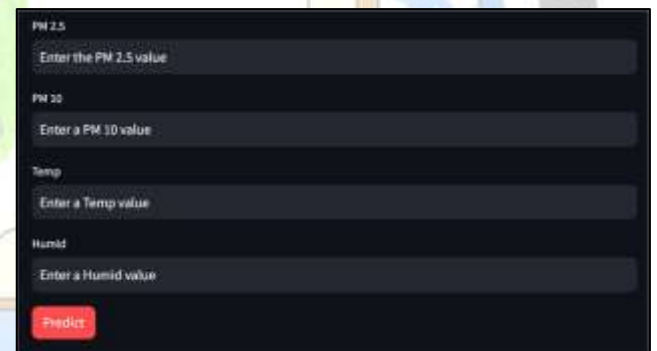 PM 2.5
Enter the PM 2.5 value
PM 10
Enter a PM 10 value
Temp
Enter a Temp value
Humid
Enter a Humid value
Predict